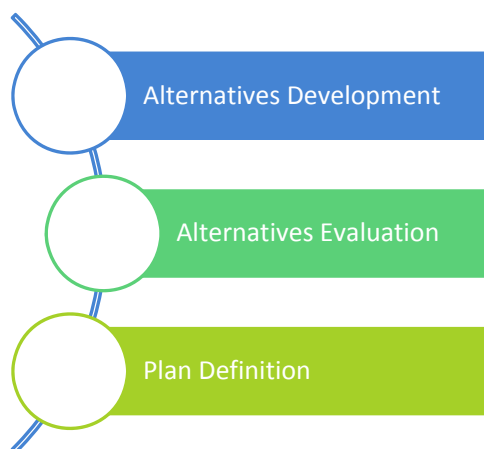 Alternatives Development
Alternatives Evaluation
Plan Definition